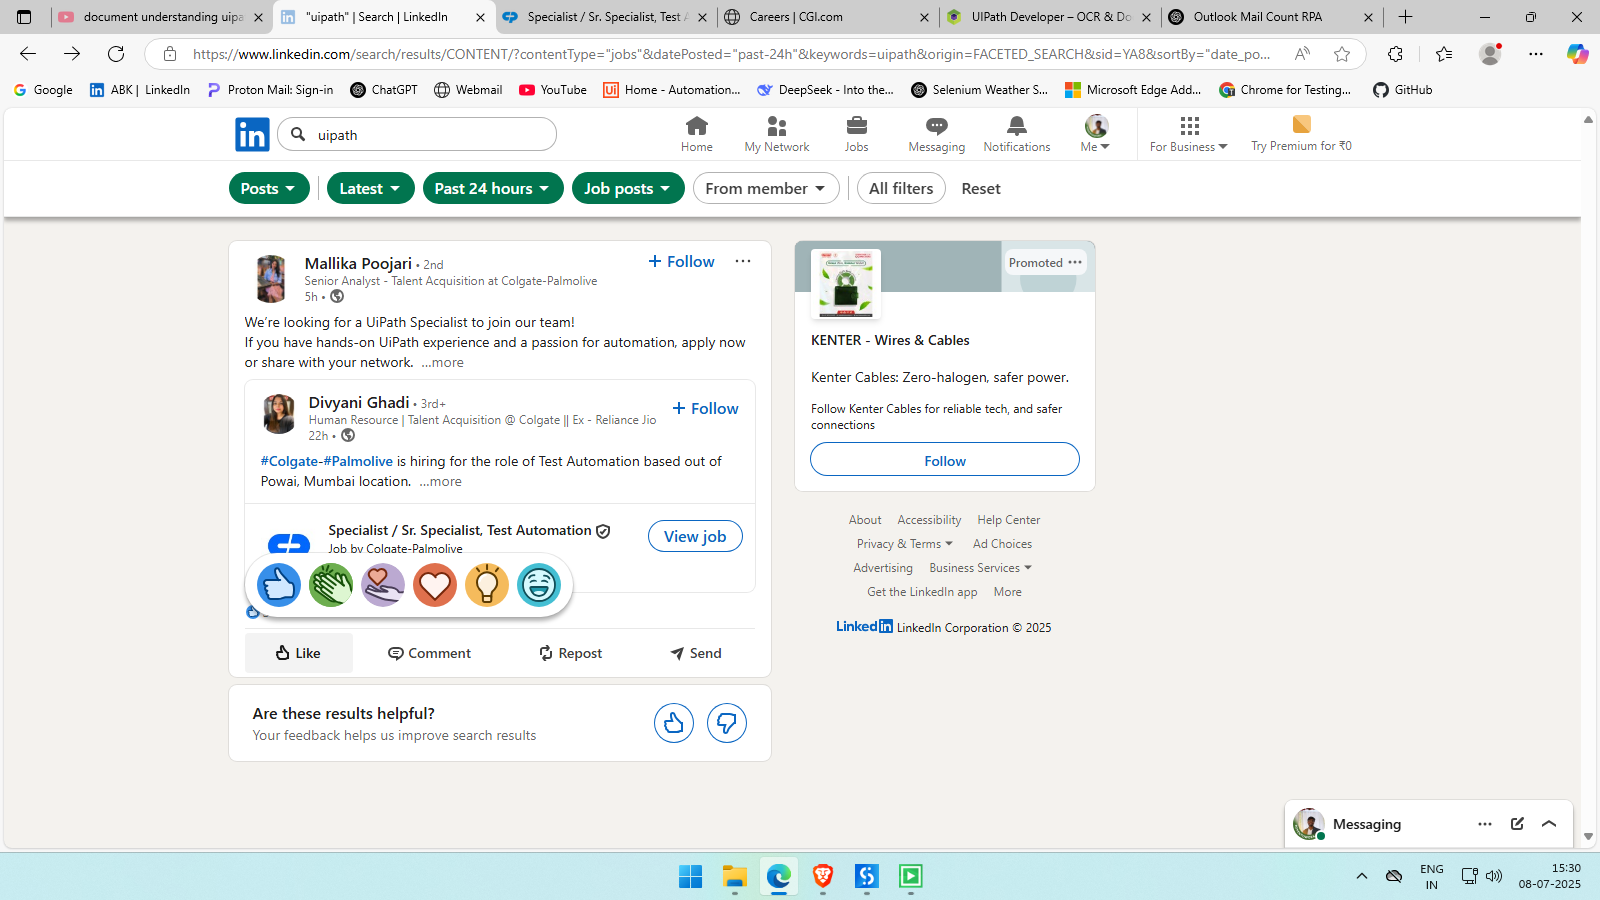 document understanding uipa
"uipath" | Search | LinkedIn
Specialist / Sr. Specialist, Test A
Careers | CGI.com
UIPath Developer – OCR & Do
Outlook Mail Count RPA
https://www.linkedin.com/search/results/CONTENT/?contentType="jobs"&datePosted="past-24h"&keywords=uipath&origin=FACETED_SEARCH&sid=YA8&sortBy="date_po...
Google
ABK | LinkedIn
Proton Mail: Sign-in
ChatGPT
Webmail
YouTube
Home - Automation...
DeepSeek - Into the...
Selenium Weather S...
Microsoft Edge Add...
Chrome for Testing...
GitHub
uipath
Home
My Network
Jobs
Messaging
Notifications
Me
For Business
Try Premium for ₹0
Posts
Latest
Past 24 hours
Job posts
From member
All filters
Reset
Mallika Poojari • 2nd
Senior Analyst - Talent Acquisition at Colgate-Palmolive
5h •
+ Follow
We're looking for a UiPath Specialist to join our team!
If you have hands-on UiPath experience and a passion for automation, apply now
or share with your network. ...more
Divyani Ghadi • 3rd+
Human Resource | Talent Acquisition @ Colgate || Ex - Reliance Jio
22h •
+ Follow
#Colgate-#Palmolive is hiring for the role of Test Automation based out of
Powai, Mumbai location. ...more
Specialist / Sr. Specialist, Test Automation
Job by Colgate-Palmolive
View job
Like
Comment
Repost
Send
Are these results helpful?
Your feedback helps us improve search results
Promoted
KENTER - Wires & Cables
Kenter Cables: Zero-halogen, safer power.
Follow Kenter Cables for reliable tech, and safer
connections
Follow
About
Accessibility
Help Center
Privacy & Terms
Ad Choices
Advertising
Business Services
Get the LinkedIn app
More
LinkedIn LinkedIn Corporation © 2025
Messaging
ENG
IN
15:30
08-07-2025